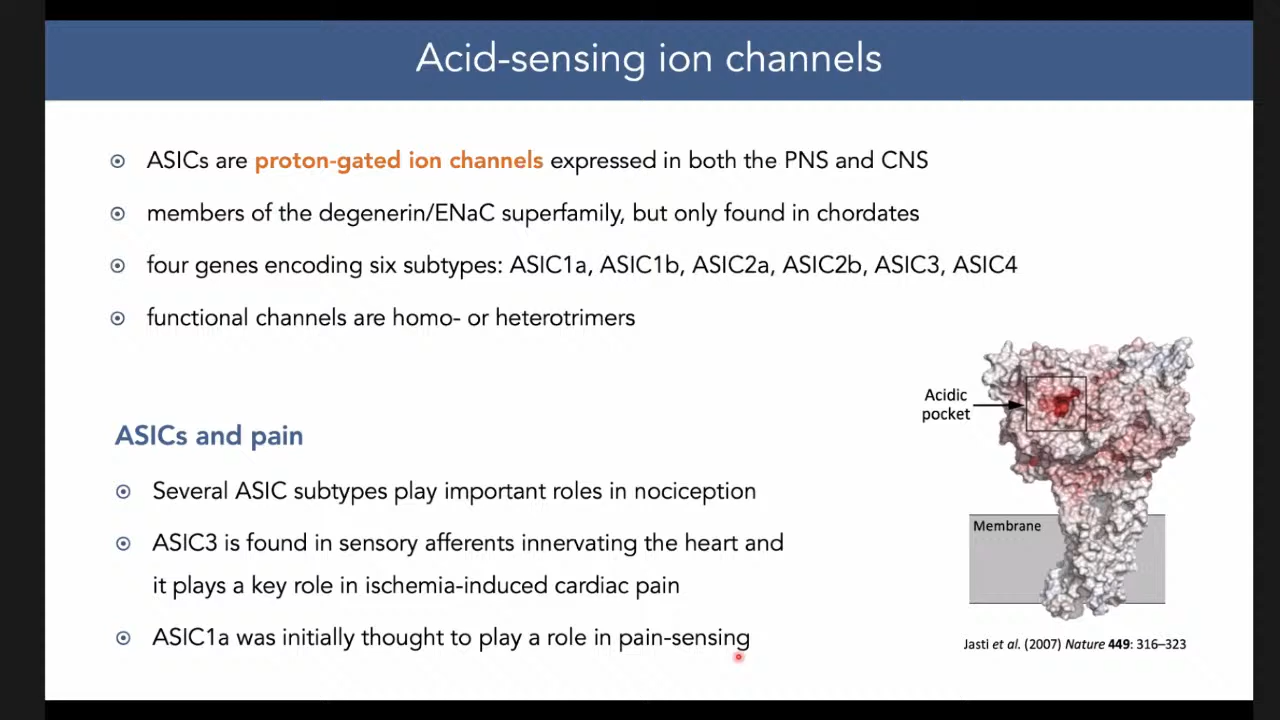 Acid-sensing ion channels
ASICs are proton-gated ion channels expressed in both the PNS and CNS
members of the degenerin/ENaC superfamily, but only found in chordates
four genes encoding six subtypes: ASIC1a, ASIC1b, ASIC2a, ASIC2b, ASIC3, ASIC4
functional channels are homo- or heterotrimers
Acidic
pocket
ASICs and pain
Several ASIC subtypes play important roles in nociception
ASIC3 is found in sensory afferents innervating the heart and
it plays a key role in ischemia-induced cardiac pain
ASIC1a was initially thought to play a role in pain-sensing
Membrane
Jasti et al. (2007) Nature 449: 316–323